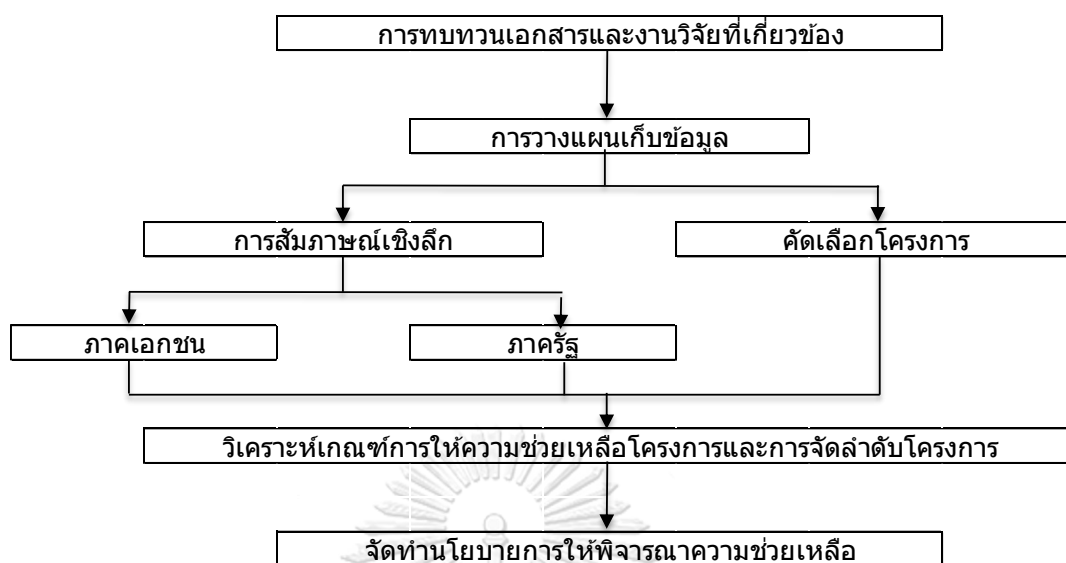 การทบทวนเอกสารและงานวิจัยที่เกี่ยวข้อง
การวางแผนเก็บข้อมูล
การสัมภาษณ์เชิงลึก
คัดเลือกโครงการ
ภาคเอกชน
ภาครัฐ
วิเคราะห์เกณฑ์การให้ความช่วยเหลือโครงการและการจัดลำดับโครงการ
จัดทำนโยบายการให้พิจารณาความช่วยเหลือ